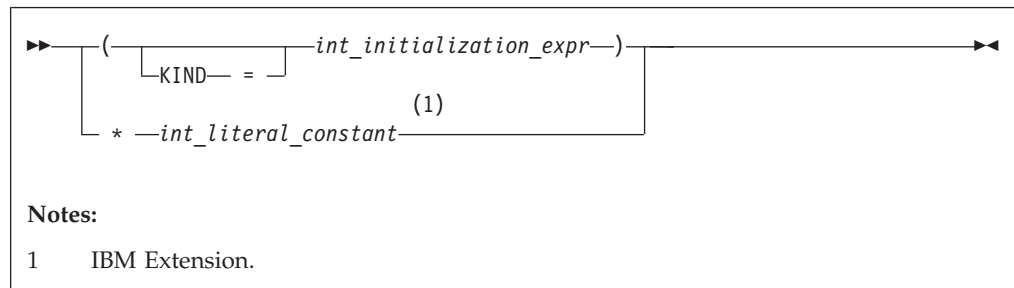 ( int_initialization_expr )
KIND =
(1)
* int_literal_constant
Notes:
1 IBM Extension.